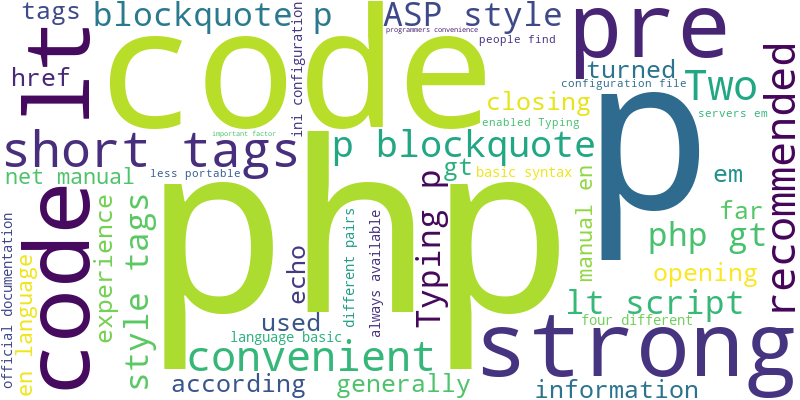 tags
blockquote p
ASP style
programmers convenience
people find
pre
code
lt
href
ini configuration
turned
configuration file
Two
closing
servers em
enabled Typing
important factor
short tags
p blockquote
p
recommended
net manual
less portable
gt
basic syntax
em
php
code
official documentation
en language
experience
style tags
echo
different pairs
always available
Typing p
manual en
far
php gt
opening
lt script
four different
used
language basic
strong
convenient
according
generally
information